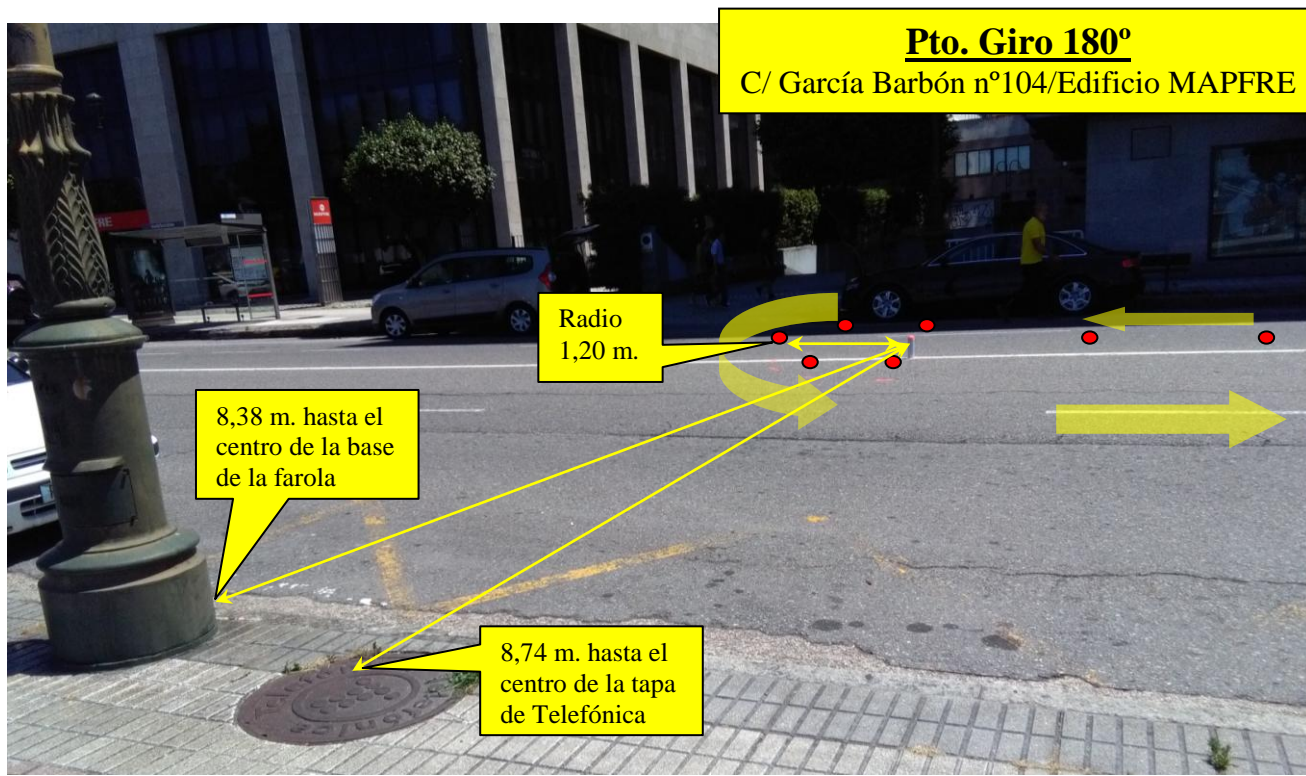 Pto. Giro 180º
C/ García Barbón nº104/Edificio MAPFRE
Radio
1,20 m.
8,38 m. hasta el
centro de la base
de la farola
8,74 m. hasta el
centro de la tapa
de Telefónica